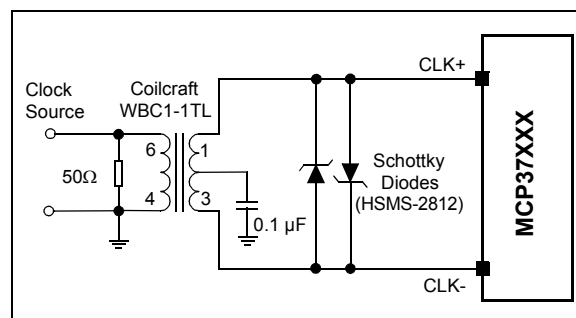 Clock
Source
Coilcraft
WBC1-1TL
6
1
4
3
50Ω
0.1 µF
CLK+
Schottky
Diodes
(HSMS-2812)
CLK-
MCP37XXX